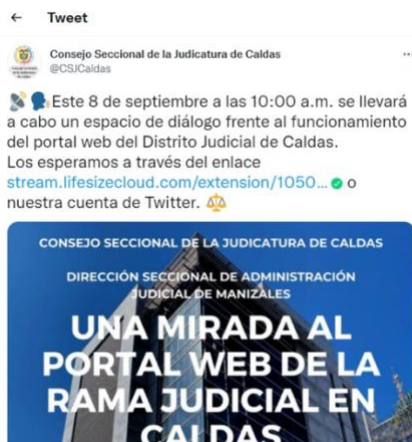 Tweet
Consejo Seccional de la Judicatura de Caldas
@CSJCaldas
Este 8 de septiembre a las 10:00 a.m. se llevará
a cabo un espacio de diálogo frente al funcionamiento
del portal web del Distrito Judicial de Caldas.
Los esperamos a través del enlace
stream.lifesizecloud.com/extension/1050... o
nuestra cuenta de Twitter.
CONSEJO SECCIONAL DE LA JUDICATURA DE CALDAS
DIRECCIÓN SECCIONAL DE ADMINISTRACIÓN
JUDICIAL DE MANIZALES
UNA MIRADA AL
PORTAL WEB DE LA
RAMA JUDICIAL EN
CALDAS